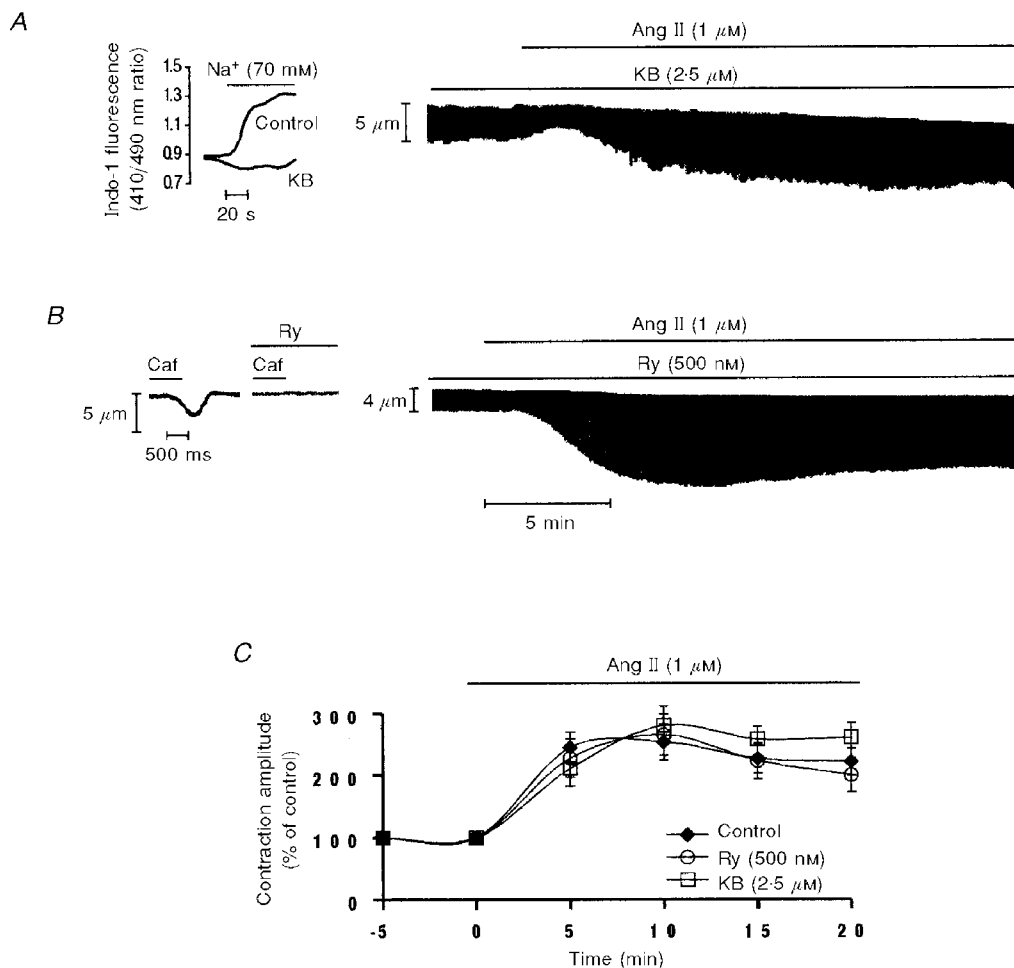 A
Indo-1 fluorescence
(410/490 nm ratio)
1.5
1.3
1.1
0.9
0.7
Na⁺ (70 mM)
Control
KB
20 s
Ang II (1 μM)
KB (2·5 μM)
5 μm
B
Caf
Ry
Caf
5 μm
500 ms
Ang II (1 μM)
Ry (500 nM)
4 μm
5 min
C
Ang II (1 μM)
Contraction amplitude
(% of control)
300
200
100
0
Control
Ry (500 nM)
KB (2·5 μM)
-5
0
5
10
15
20
Time (min)